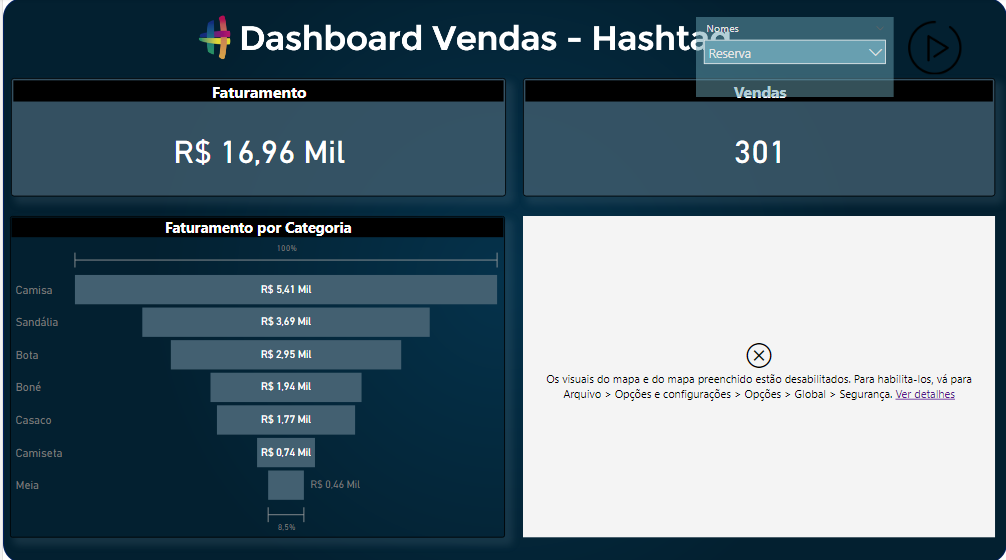 Dashboard Vendas - Hashtag
Nomes
Reserva
Faturamento
R$ 16,96 Mil
Vendas
301
Faturamento por Categoria
100%
Camisa R$ 5,41 Mil
Sandália R$ 3,69 Mil
Bota R$ 2,95 Mil
Boné R$ 1,94 Mil
Casaco R$ 1,77 Mil
Camiseta R$ 0,74 Mil
Meia R$ 0,46 Mil
8,5%
Os visuais do mapa e do mapa preenchido estão desabilitados. Para habilita-los, vá para
Arquivo > Opções e configurações > Opções > Global > Segurança. Ver detalhes